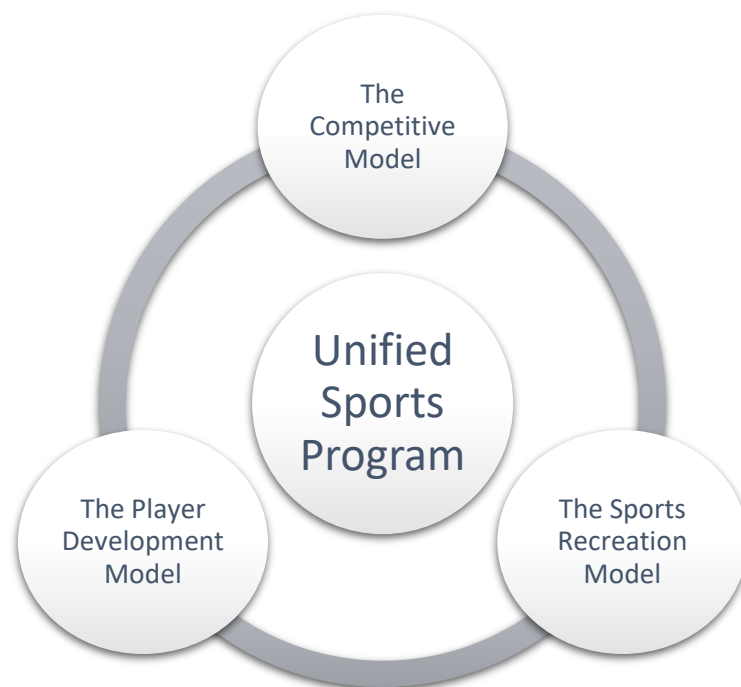 The
Competitive
Model
Unified
Sports
Program
The Player
Development
Model
The Sports
Recreation
Model